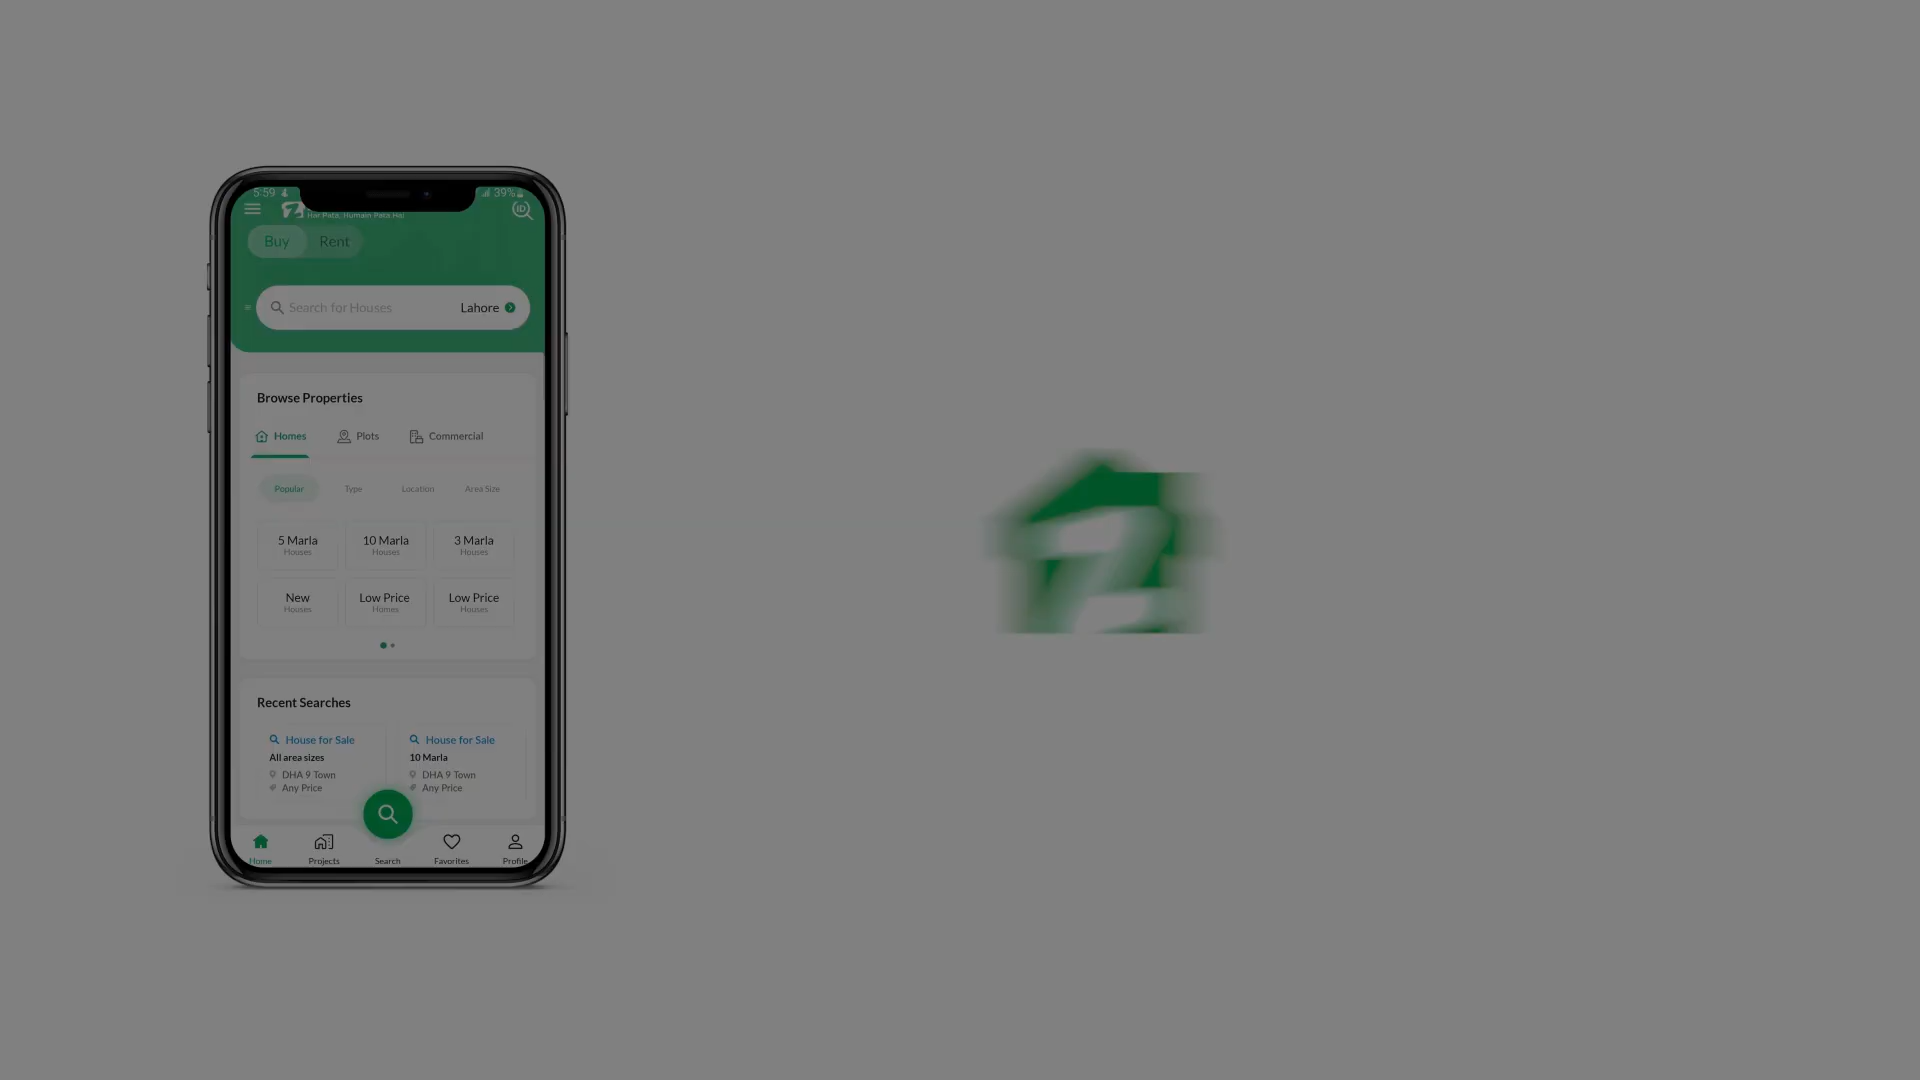 5:59
39%
Har Pata, Humain Pata Hai
ID
Buy Rent
Search for Houses Lahore
Browse Properties
Homes Plots Commercial
Popular Type Location Area Size
5 Marla 10 Marla 3 Marla
Houses Houses Houses
New Low Price Low Price
Houses Homes Houses
Recent Searches
House for Sale House for Sale
All area sizes 10 Marla
DHA 9 Town DHA 9 Town
Any Price Any Price
Home Projects Search Favorites Profile